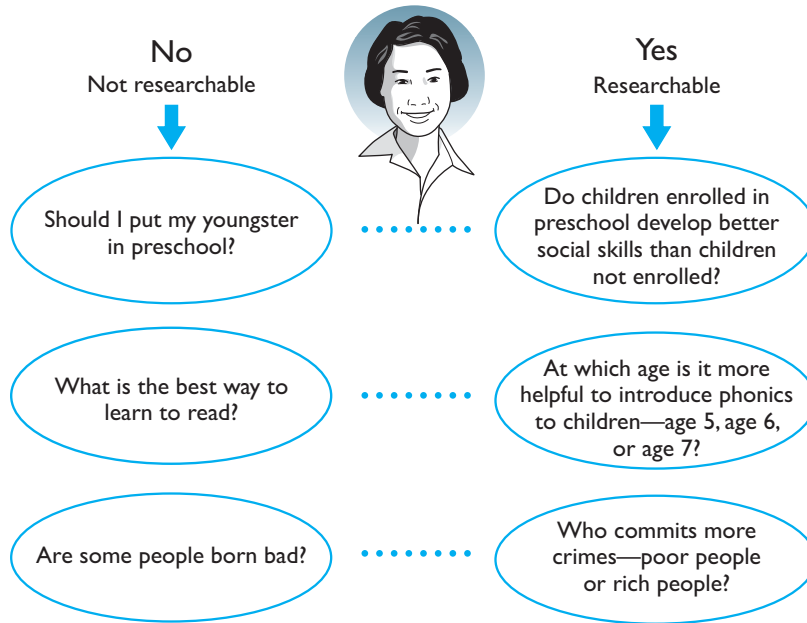 No
Not researchable
Yes
Researchable
Should I put my youngster
in preschool?
Do children enrolled in
preschool develop better
social skills than children
not enrolled?
What is the best way to
learn to read?
At which age is it more
helpful to introduce phonics
to children—age 5, age 6,
or age 7?
Are some people born bad?
Who commits more
crimes—poor people
or rich people?